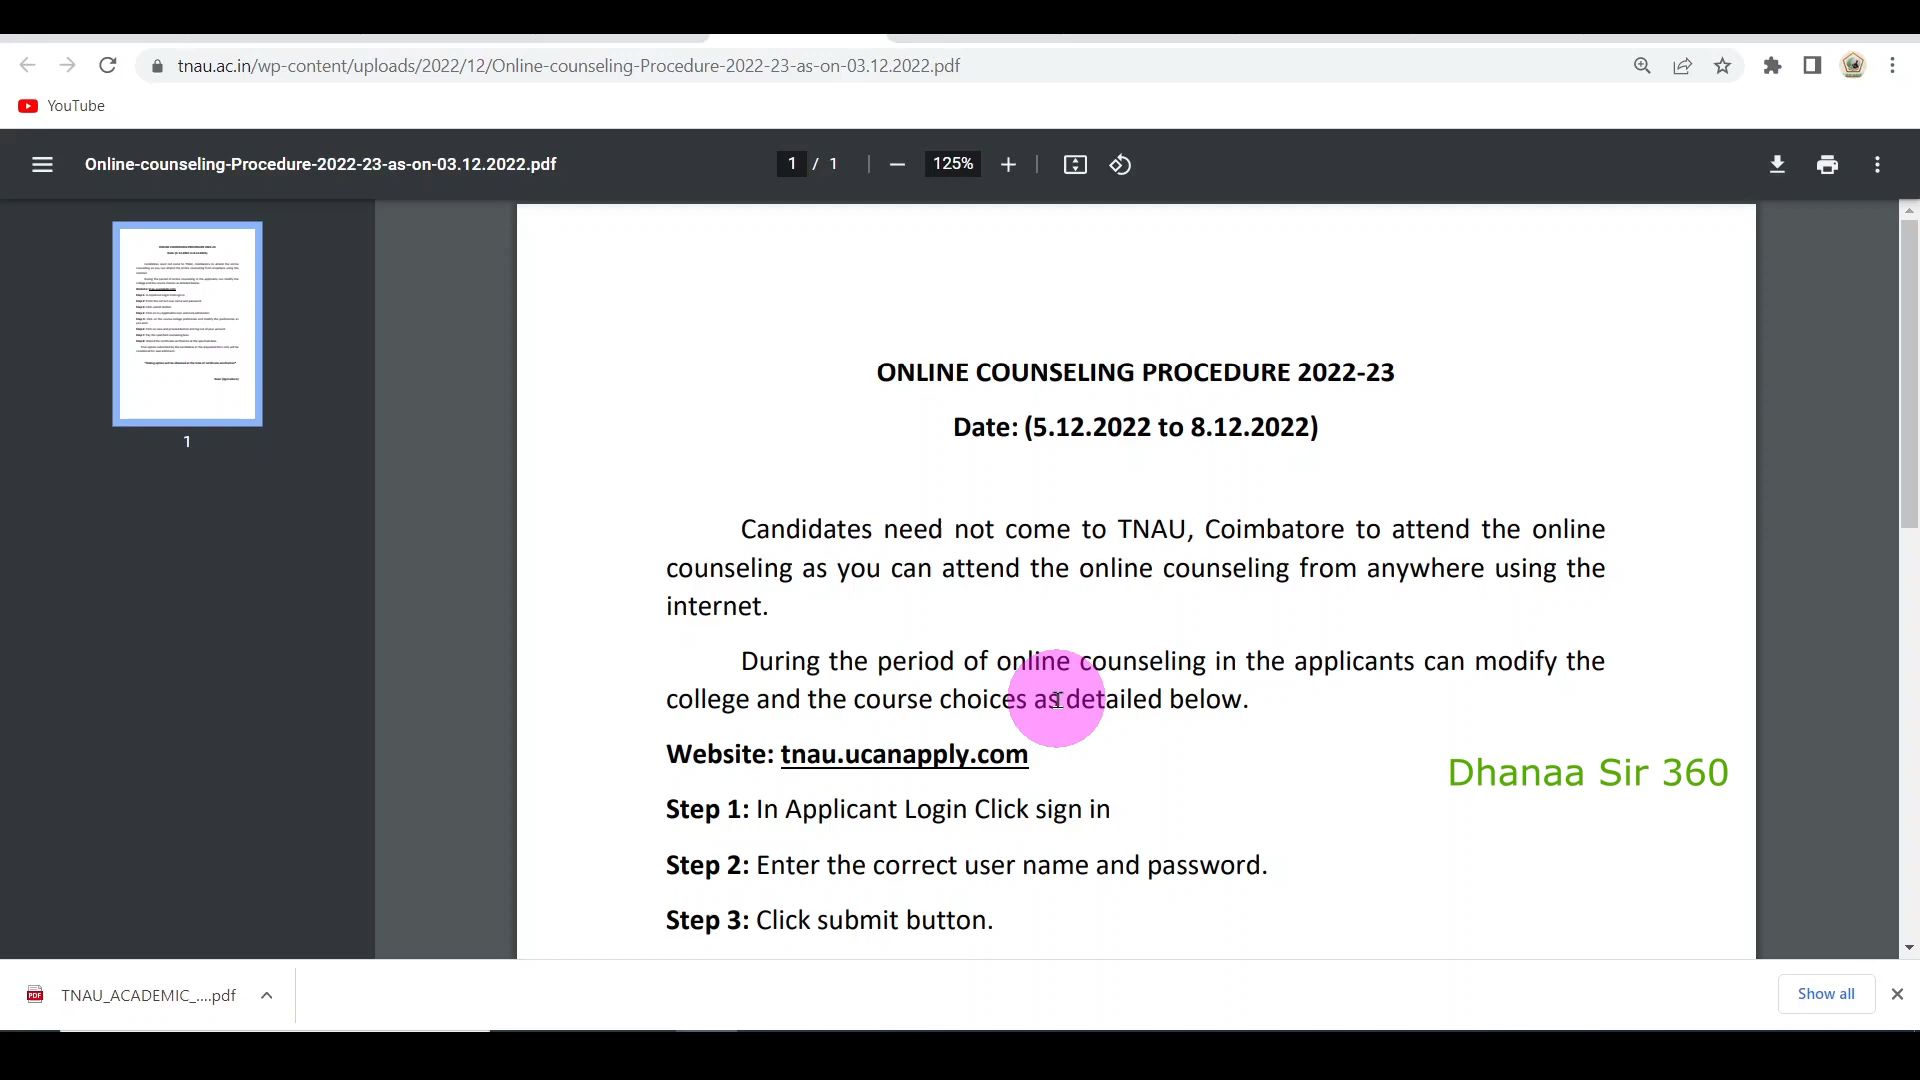 tnau.ac.in/wp-content/uploads/2022/12/Online-counseling-Procedure-2022-23-as-on-03.12.2022.pdf
YouTube
Online-counseling-Procedure-2022-23-as-on-03.12.2022.pdf
1 / 1
125%
1
ONLINE COUNSELING PROCEDURE 2022-23
Date: (5.12.2022 to 8.12.2022)
Candidates need not come to TNAU, Coimbatore to attend the online
counseling as you can attend the online counseling from anywhere using the
internet.
During the period of online counseling in the applicants can modify the
college and the course choices as detailed below.
Website: tnau.ucanapply.com
Dhanaa Sir 360
Step 1: In Applicant Login Click sign in
Step 2: Enter the correct user name and password.
Step 3: Click submit button.
PDF
TNAU_ACADEMIC_....pdf
Show all